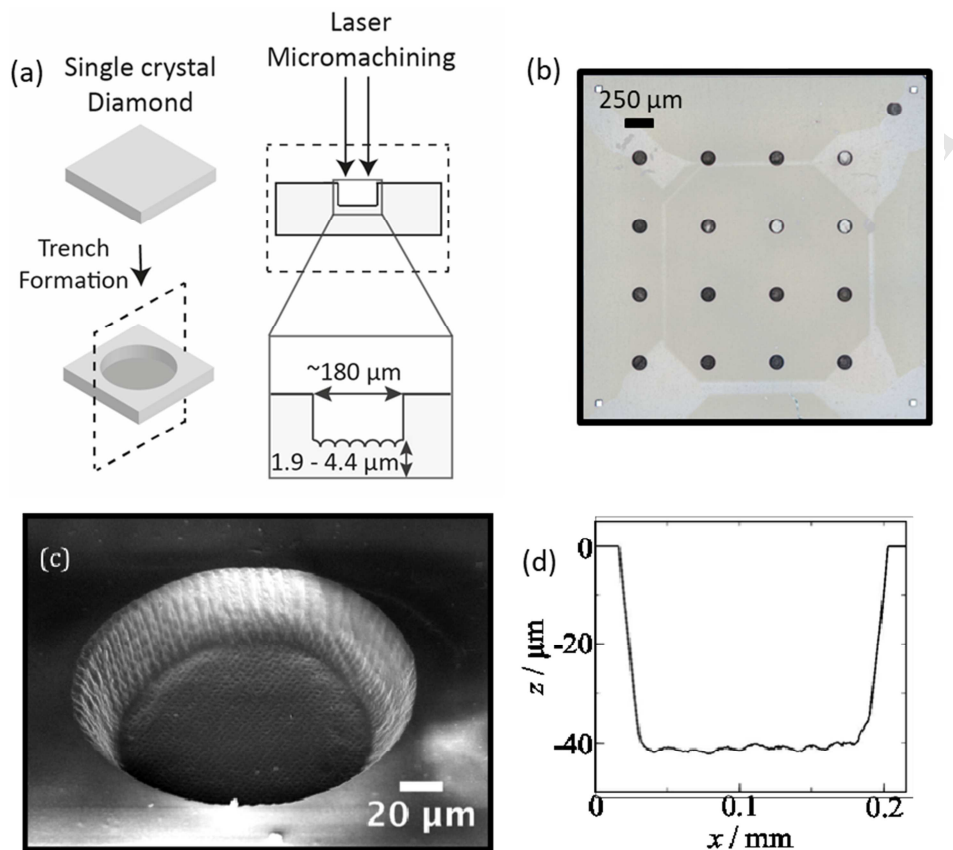 (a)
Single crystal
Diamond
Trench
Formation
Laser
Micromachining
~180 µm
1.9 - 4.4 µm
(b)
250 µm
(c)
20 µm
(d)
0
-20
-40
z / µm
0
0.1
0.2
x / mm